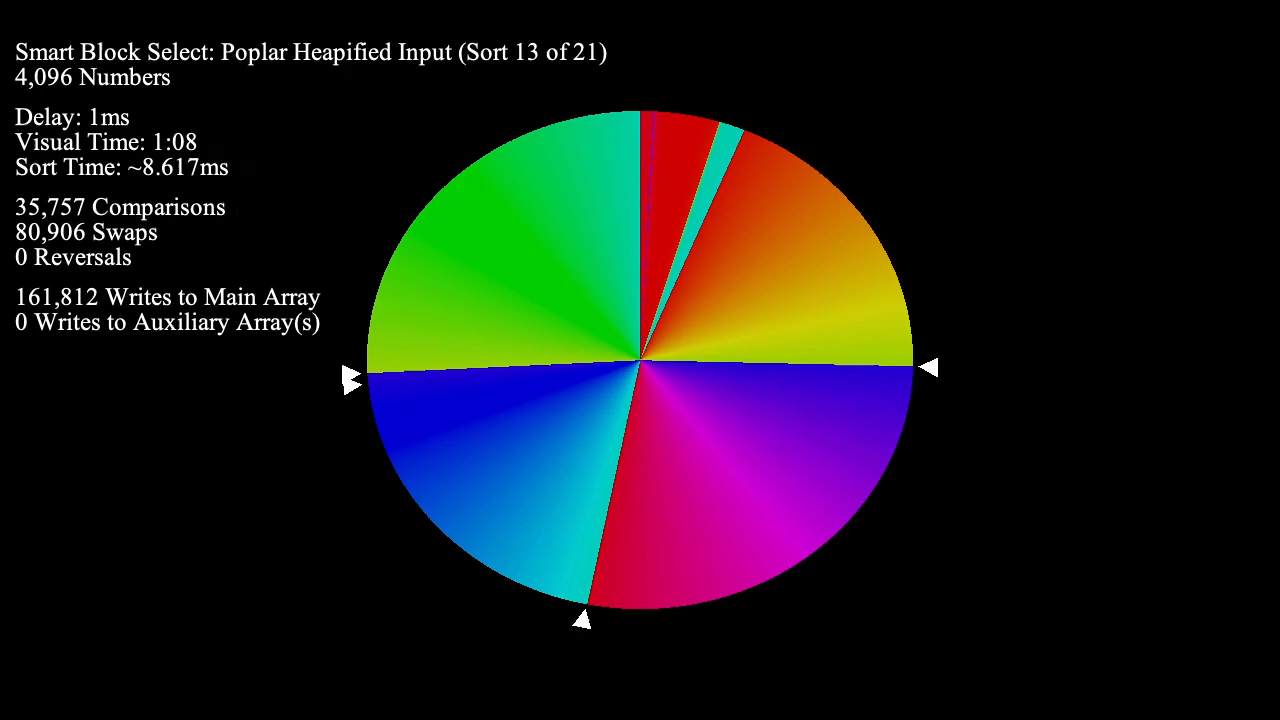 Smart Block Select: Poplar Heapified Input (Sort 13 of 21)
4,096 Numbers
Delay: 1ms
Visual Time: 1:08
Sort Time: ~8.617ms
35,757 Comparisons
80,906 Swaps
0 Reversals
161,812 Writes to Main Array
0 Writes to Auxiliary Array(s)